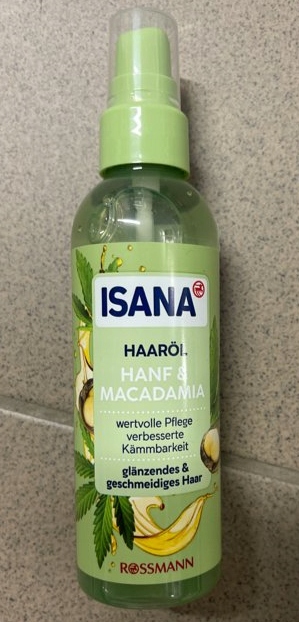 ISANA
HAARÖL
HANF &
MACADAMIA
wertvolle Pflege
verbesserte
Kämmbarkeit
glänzendes &
geschmeidiges Haar
ROSSMANN